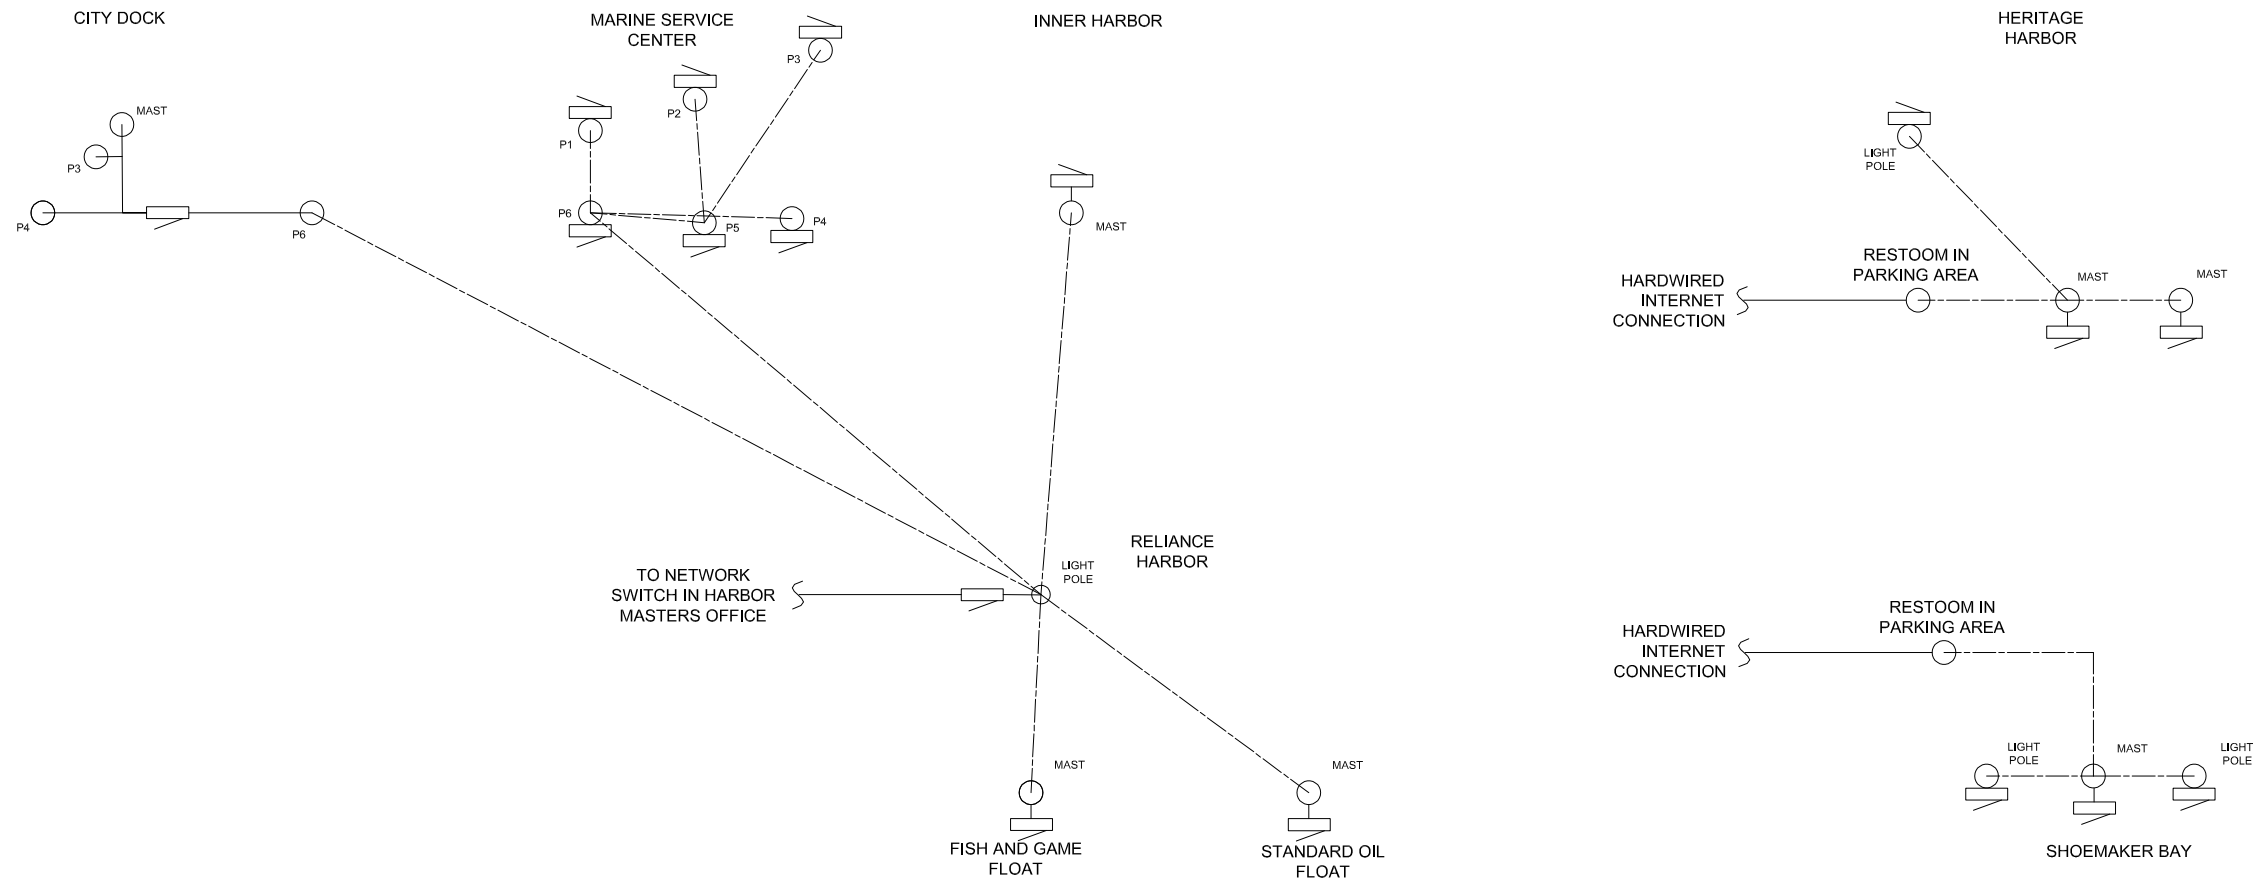 CITY DOCK
MARINE SERVICE
CENTER
INNER HARBOR
HERITAGE
HARBOR
P3
P2
P1
MAST
P3
P4
P6
P6
P5
P4
MAST
LIGHT
POLE
HARDWIRED
INTERNET
CONNECTION
RESTOOM IN
PARKING AREA
MAST
MAST
RELIANCE
HARBOR
LIGHT
POLE
TO NETWORK
SWITCH IN HARBOR
MASTERS OFFICE
MAST
MAST
FISH AND GAME
FLOAT
STANDARD OIL
FLOAT
HARDWIRED
INTERNET
CONNECTION
RESTOOM IN
PARKING AREA
LIGHT
POLE
MAST
LIGHT
POLE
SHOEMAKER BAY